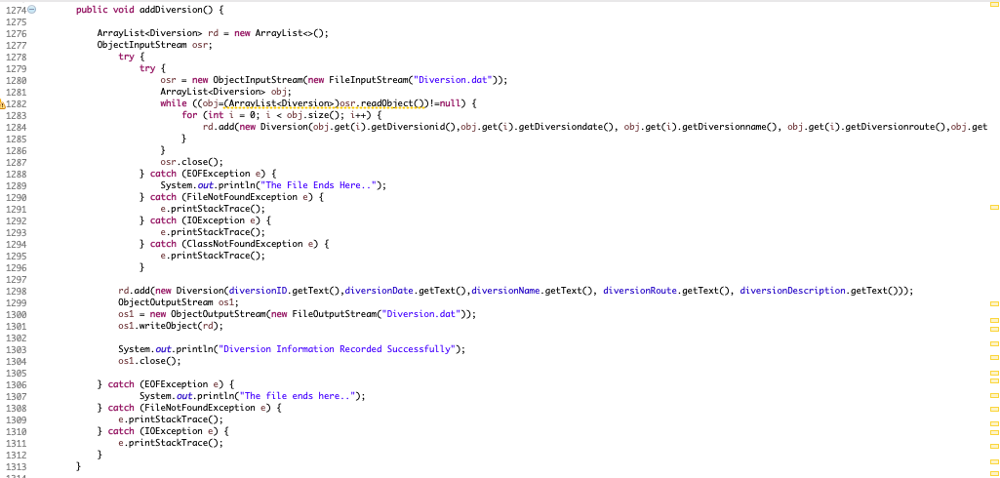 1274 public void addDiversion() {
1275
1276 ArrayList<Diversion> rd = new ArrayList<>();
1277 ObjectInputStream osr;
1278 try {
1279 try {
1280 osr = new ObjectInputStream(new FileInputStream("Diversion.dat"));
1281 ArrayList<Diversion> obj;
1282 while ((obj=(ArrayList<Diversion>)osr.readObject())!=null) {
1283 for (int i = 0; i < obj.size(); i++) {
1284 rd.add(new Diversion(obj.get(i).getDiversionid(),obj.get(i).getDiversiondate(), obj.get(i).getDiversionname(), obj.get(i).getDiversionroute(),obj.get
1285 }
1286 }
1287 osr.close();
1288 } catch (EOFException e) {
1289 System.out.println("The File Ends Here..");
1290 } catch (FileNotFoundException e) {
1291 e.printStackTrace();
1292 } catch (IOException e) {
1293 e.printStackTrace();
1294 } catch (ClassNotFoundException e) {
1295 e.printStackTrace();
1296 }
1297
1298 rd.add(new Diversion(diversionID.getText(),diversionDate.getText(),diversionName.getText(), diversionRoute.getText(), diversionDescription.getText()));
1299 ObjectOutputStream os1;
1300 os1 = new ObjectOutputStream(new FileOutputStream("Diversion.dat"));
1301 os1.writeObject(rd);
1302
1303 System.out.println("Diversion Information Recorded Successfully");
1304 os1.close();
1305
1306 } catch (EOFException e) {
1307 System.out.println("The file ends here..");
1308 } catch (FileNotFoundException e) {
1309 e.printStackTrace();
1310 } catch (IOException e) {
1311 e.printStackTrace();
1312 }
1313 }